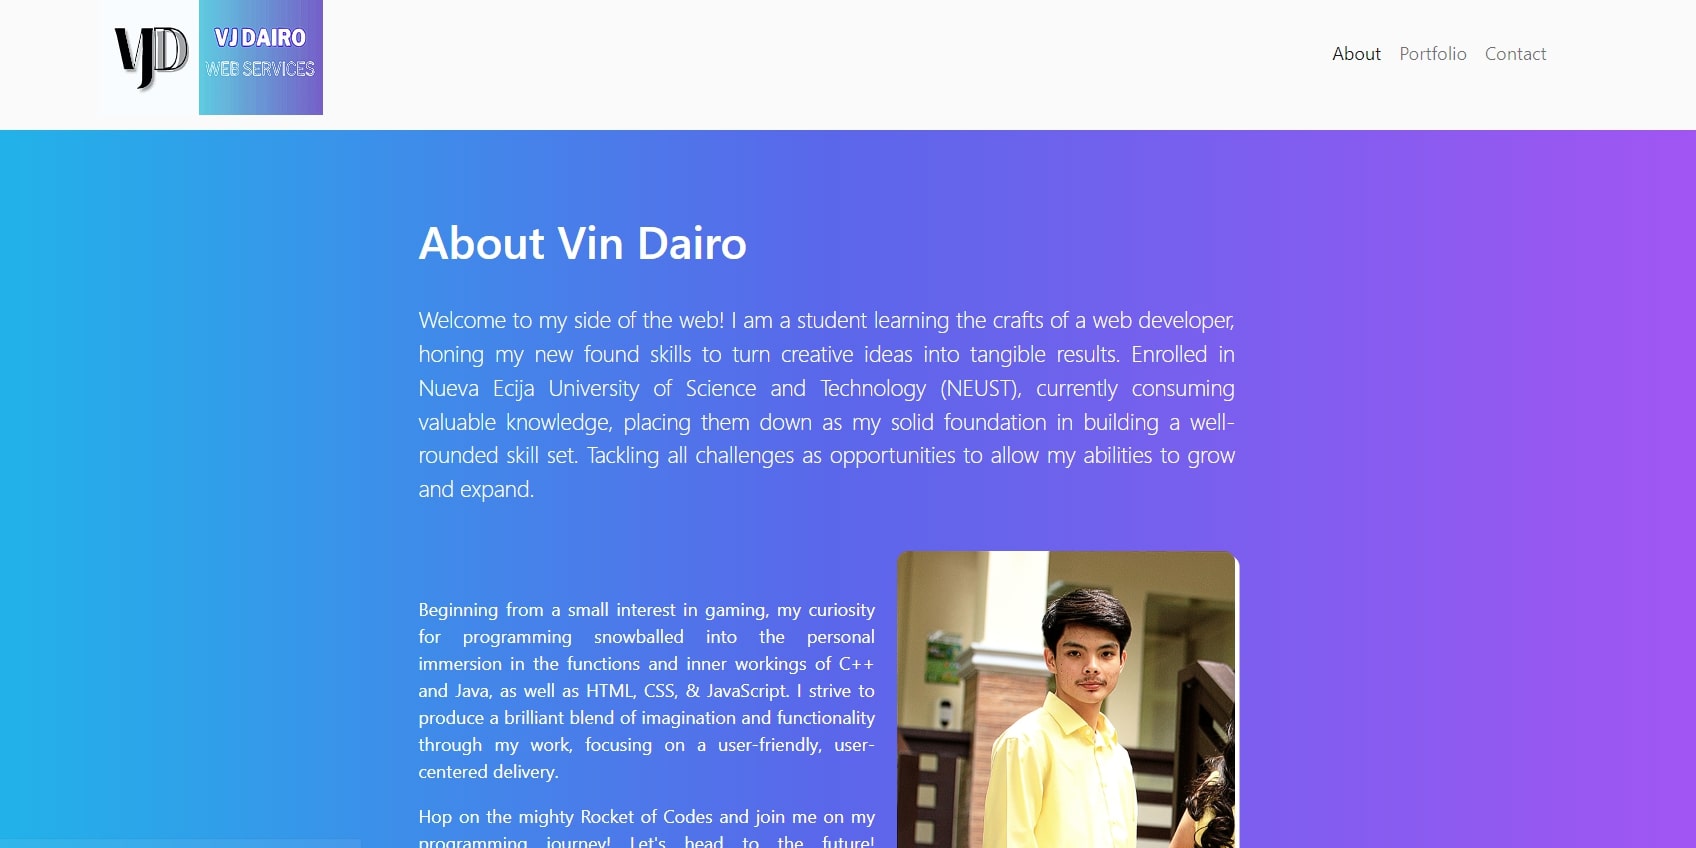 VJD
VJ DAIRO
WEB SERVICES
About Portfolio Contact
About Vin Dairo
Welcome to my side of the web! I am a student learning the crafts of a web developer,
honing my new found skills to turn creative ideas into tangible results. Enrolled in
Nueva Ecija University of Science and Technology (NEUST), currently consuming
valuable knowledge, placing them down as my solid foundation in building a well-
rounded skill set. Tackling all challenges as opportunities to allow my abilities to grow
and expand.
Beginning from a small interest in gaming, my curiosity
for programming snowballed into the personal
immersion in the functions and inner workings of C++
and Java, as well as HTML, CSS, & JavaScript. I strive to
produce a brilliant blend of imagination and functionality
through my work, focusing on a user-friendly, user-
centered delivery.
Hop on the mighty Rocket of Codes and join me on my
programming journey! Let's head to the future!